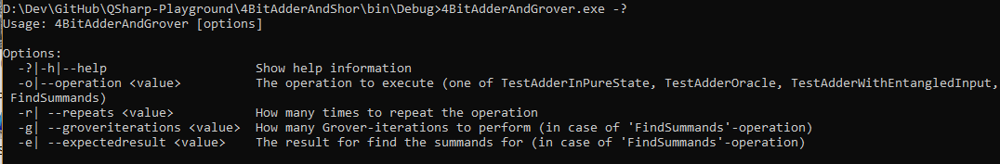 D:\Dev\GitHub\QSharp-Playground\4BitAdderAndShor\bin\Debug>4BitAdderAndGrover.exe -?
Usage: 4BitAdderAndGrover [options]

Options:
  -?|-h|--help                    Show help information
  -o|--operation <value>          The operation to execute (one of TestAdderInPureState, TestAdderOracle, TestAdderWithEntangledInput,
 FindSummands)
  -r| --repeats <value>           How many times to repeat the operation
  -g| --groveriterations <value>  How many Grover-iterations to perform (in case of 'FindSummands'-operation)
  -e| --expectedresult <value>    The result for find the summands for (in case of 'FindSummands'-operation)